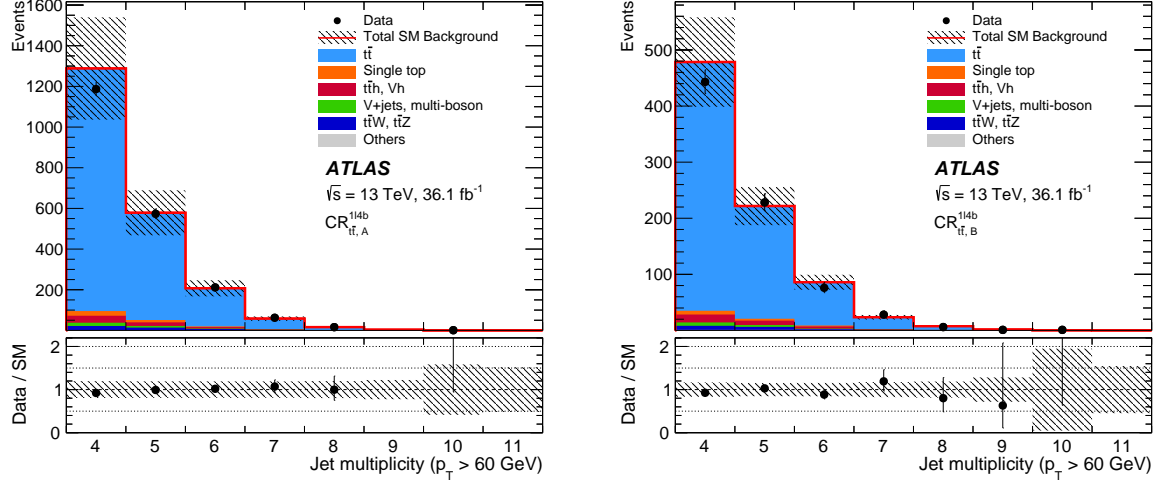 Events
1600
1400
1200
1000
800
600
400
200
Data
Total SM Background
tt̄
Single top
tt̄h, Vh
V+jets, multi-boson
tt̄W, tt̄Z
Others
ATLAS
√s = 13 TeV, 36.1 fb⁻¹
CR 1l4b tt̄, A
Data / SM
2
1
0
4 5 6 7 8 9 10 11
Jet multiplicity (p_T > 60 GeV)
Events
500
400
300
200
100
Data
Total SM Background
tt̄
Single top
tt̄h, Vh
V+jets, multi-boson
tt̄W, tt̄Z
Others
ATLAS
√s = 13 TeV, 36.1 fb⁻¹
CR 1l4b tt̄, B
Data / SM
2
1
0
4 5 6 7 8 9 10 11
Jet multiplicity (p_T > 60 GeV)